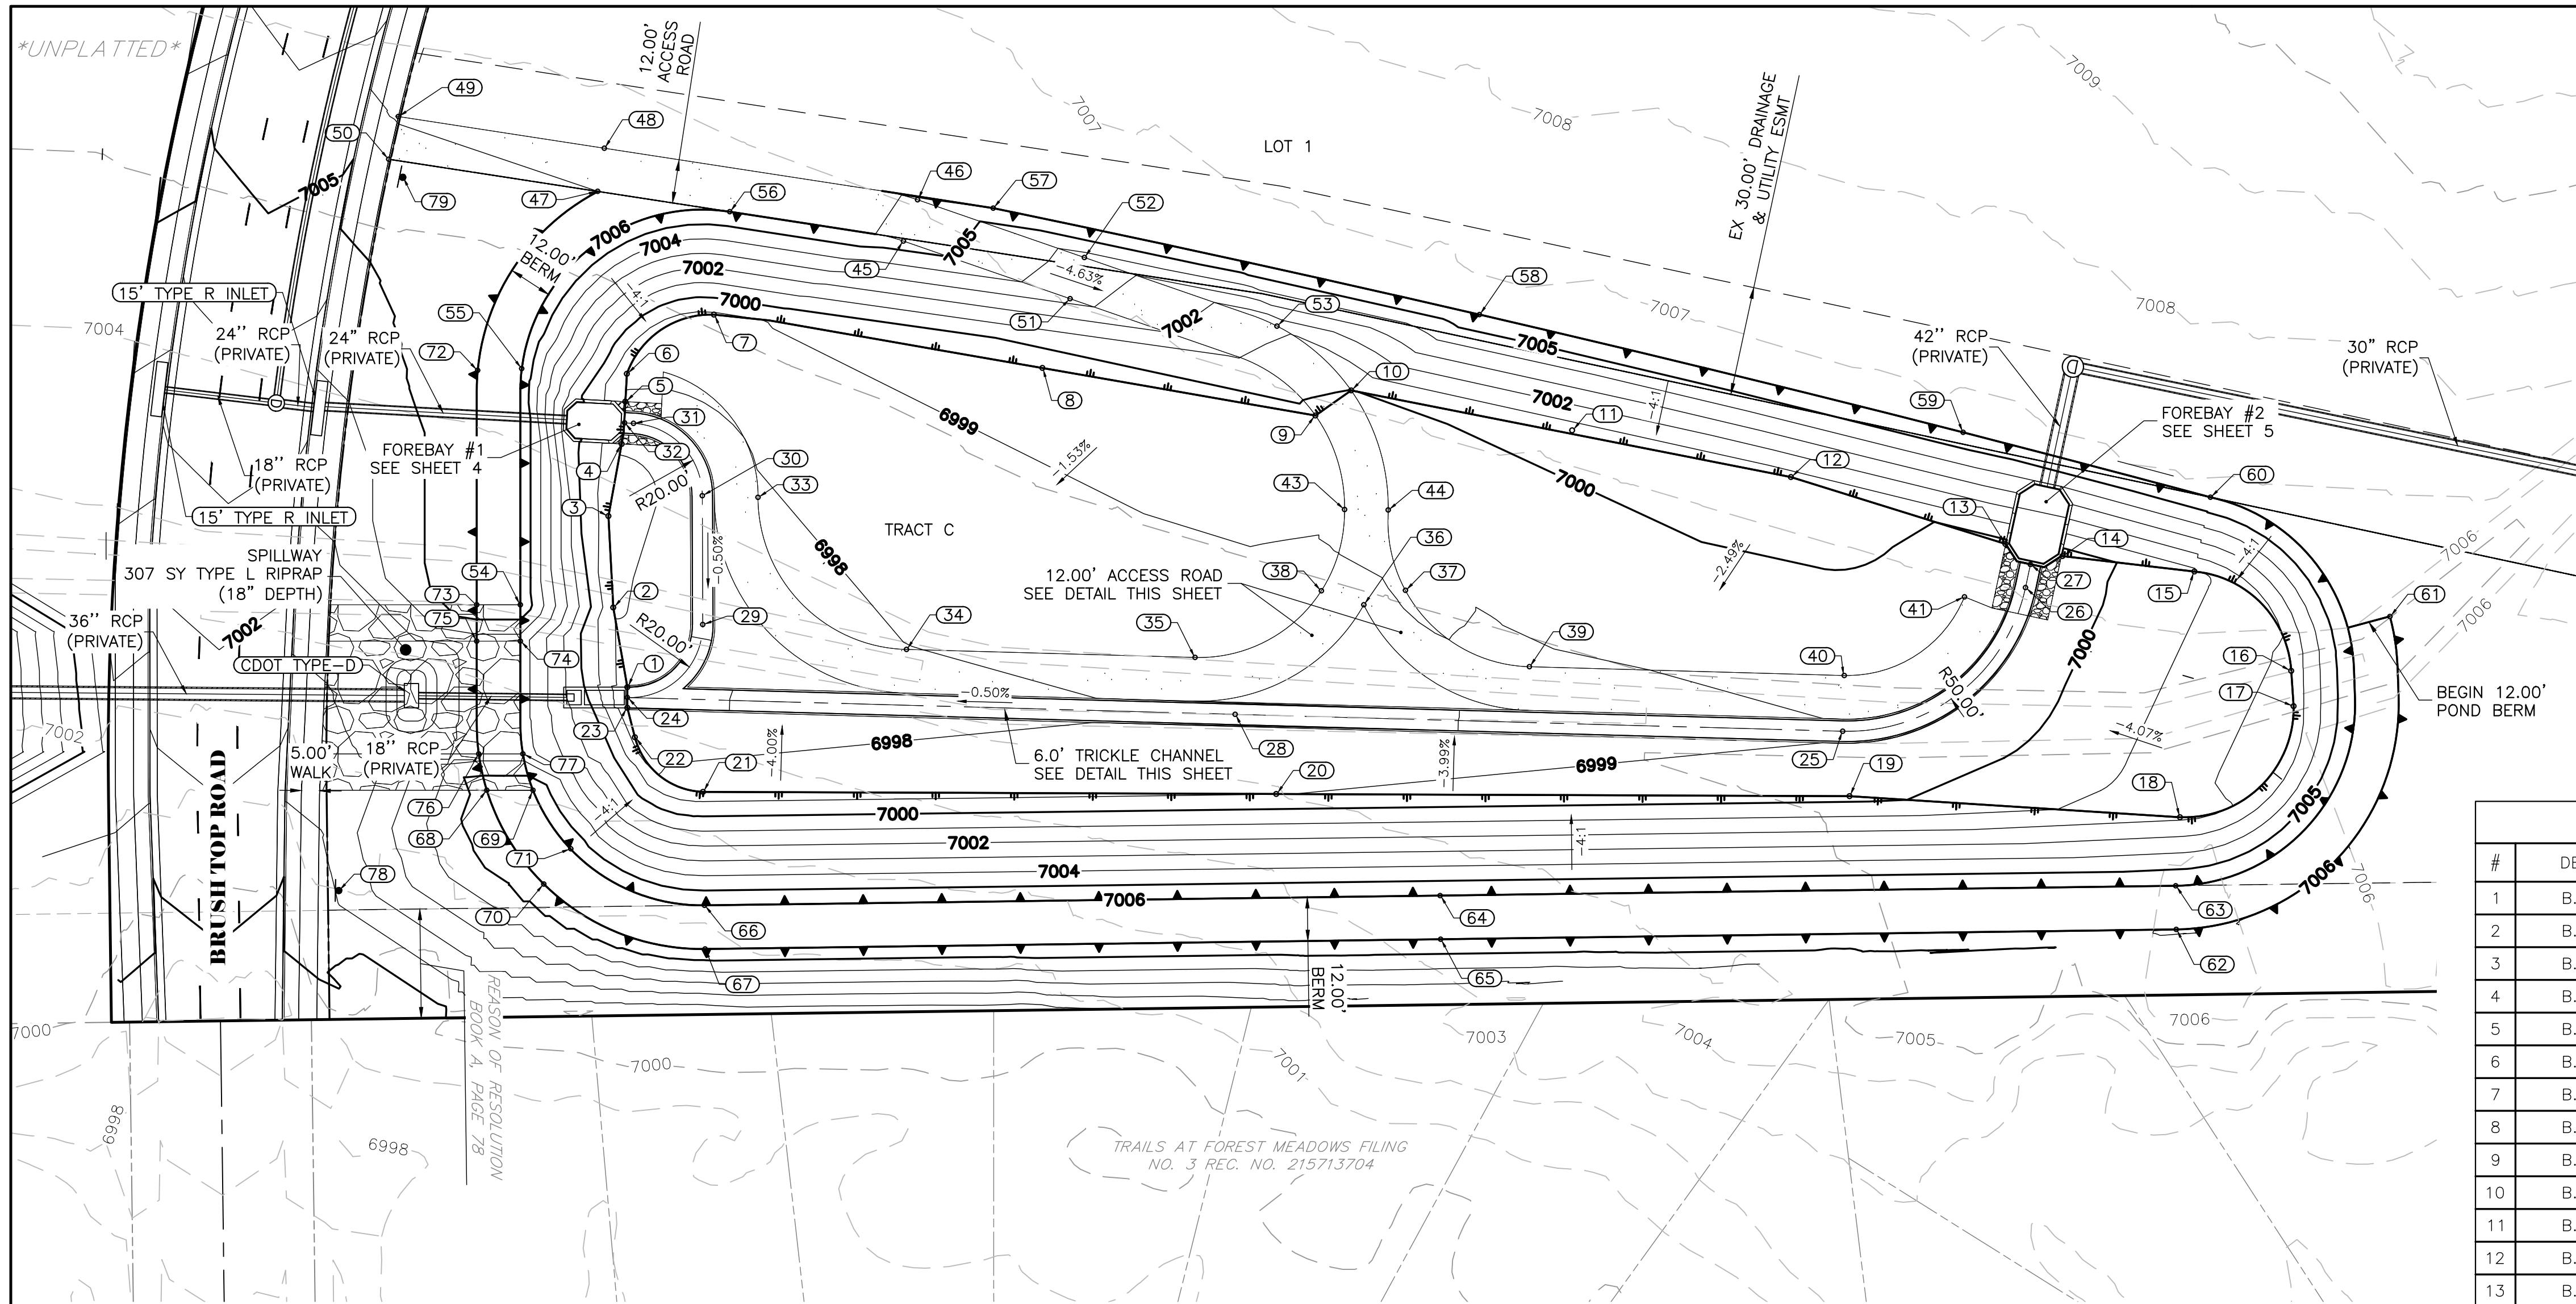 *UNPLATTED*
12.00'
ACCESS
ROAD
7009
7008
7007
LOT 1
EX 30.00' DRAINAGE
& UTILITY ESMT
49
48
50
7005
46
57
79
47
56
52
12.00'
BERM
7006
7004
7005
45
-4.63%
58
15' TYPE R INLET
7002
7007
7008
-4:1
7000
51
53
7002
55
7004
24'' RCP
(PRIVATE)
24" RCP
(PRIVATE)
7
7005
42'' RCP
(PRIVATE)
30" RCP
(PRIVATE)
72
6
5
8
10
7002
-4:1
59
FOREBAY #2
SEE SHEET 5
31
6999
9
11
FOREBAY #1
SEE SHEET 4
32
4
30
-1.53%
12
60
18'' RCP
(PRIVATE)
R20.00'
33
43
44
7000
13
3
15' TYPE R INLET
TRACT C
36
14
-0.50%
6998
-2.49%
-4:1
7006
SPILLWAY
307 SY TYPE L RIPRAP
(18" DEPTH)
54
12.00' ACCESS ROAD
SEE DETAIL THIS SHEET
38
37
27
15
73
2
26
41
61
7006
36'' RCP
(PRIVATE)
7002
75
29
R20.00'
34
35
39
7000
CDOT TYPE-D
74
1
40
16
-0.50%
R50.00'
17
BEGIN 12.00'
POND BERM
24
23
7002
5.00'
WALK
18'' RCP
(PRIVATE)
22
-4.00%
6998
28
-3.99%
25
-4.07%
77
6.0' TRICKLE CHANNEL
SEE DETAIL THIS SHEET
6999
21
20
19
76
18
7005
BRUSH TOP ROAD
68
69
-4:1
7000
7002
-4:1
71
7004
78
7006
7006
70
66
7006
64
63
67
65
12.00'
BERM
62
REASON OF RESOLUTION
BOOK A, PAGE 78
7000
7000
7001
7003
7004
7005
7006
6998
6998
TRAILS AT FOREST MEADOWS FILING
NO. 3 REC. NO. 215713704
# DE
1 B.
2 B.
3 B.
4 B.
5 B.
6 B.
7 B.
8 B.
9 B.
10 B.
11 B.
12 B.
13 B.